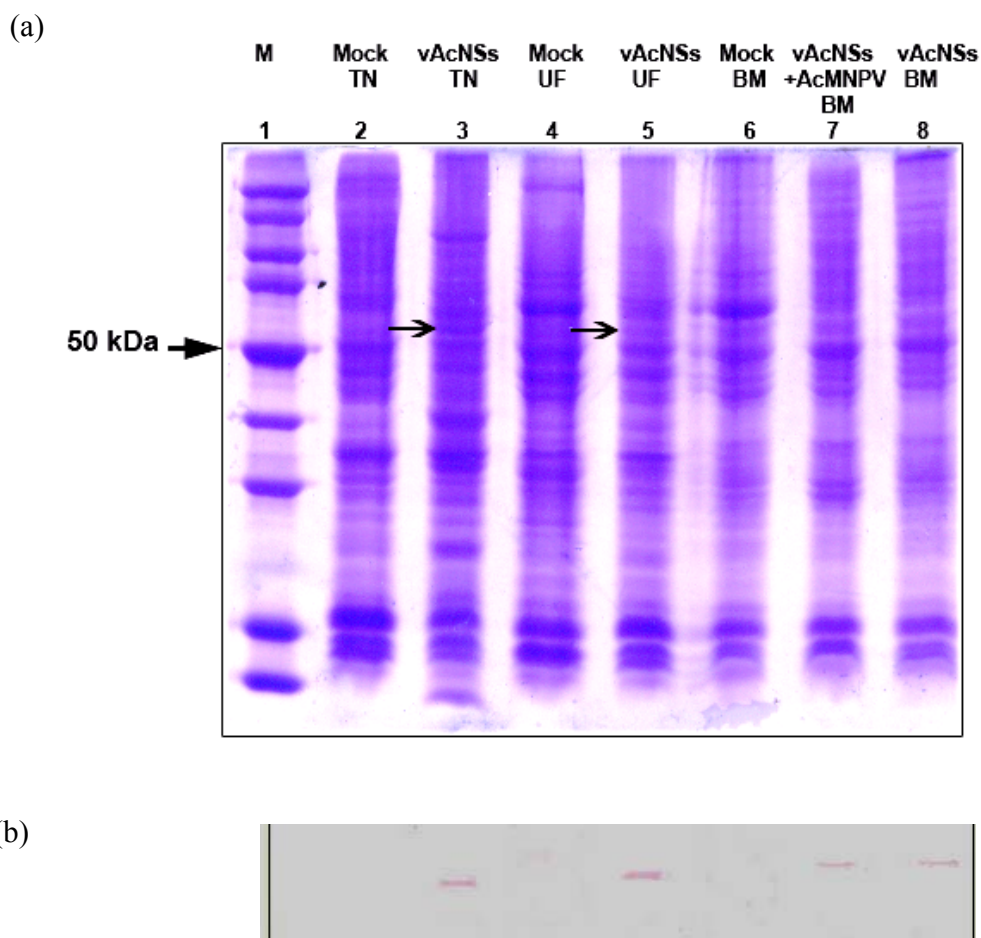 (a)
M Mock vAcNSs Mock vAcNSs Mock vAcNSs vAcNSs
TN TN UF UF BM +AcMNPV BM
BM
1 2 3 4 5 6 7 8
50 kDa
(b)